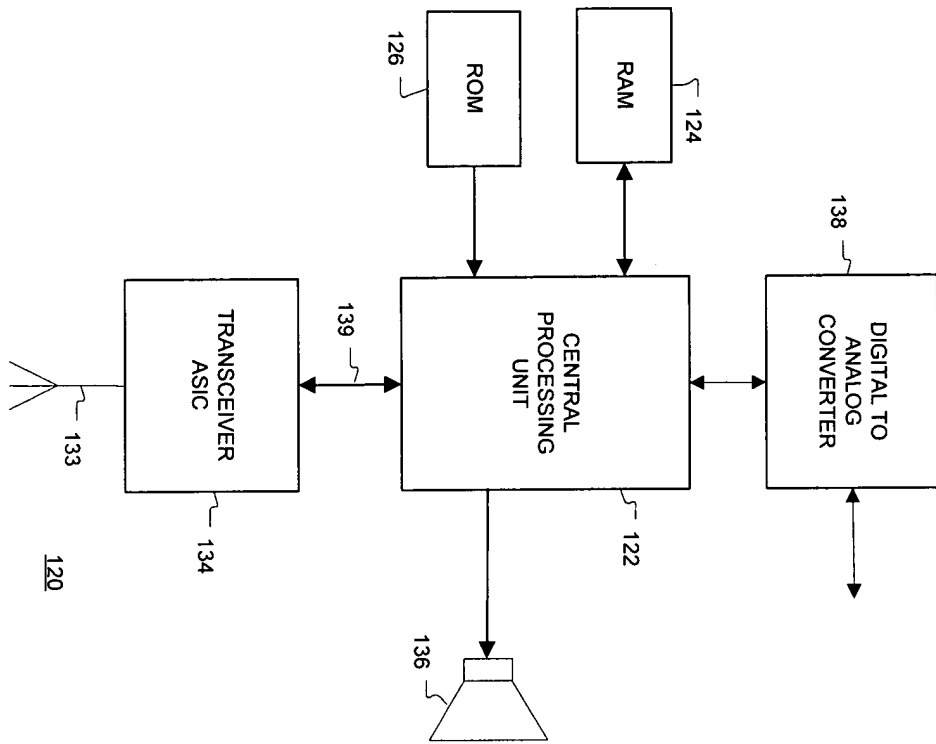 ROM
126
RAM
124
138
DIGITAL TO
ANALOG
CONVERTER
CENTRAL
PROCESSING
UNIT
122
139
TRANSCEIVER
ASIC
134
133
136
120